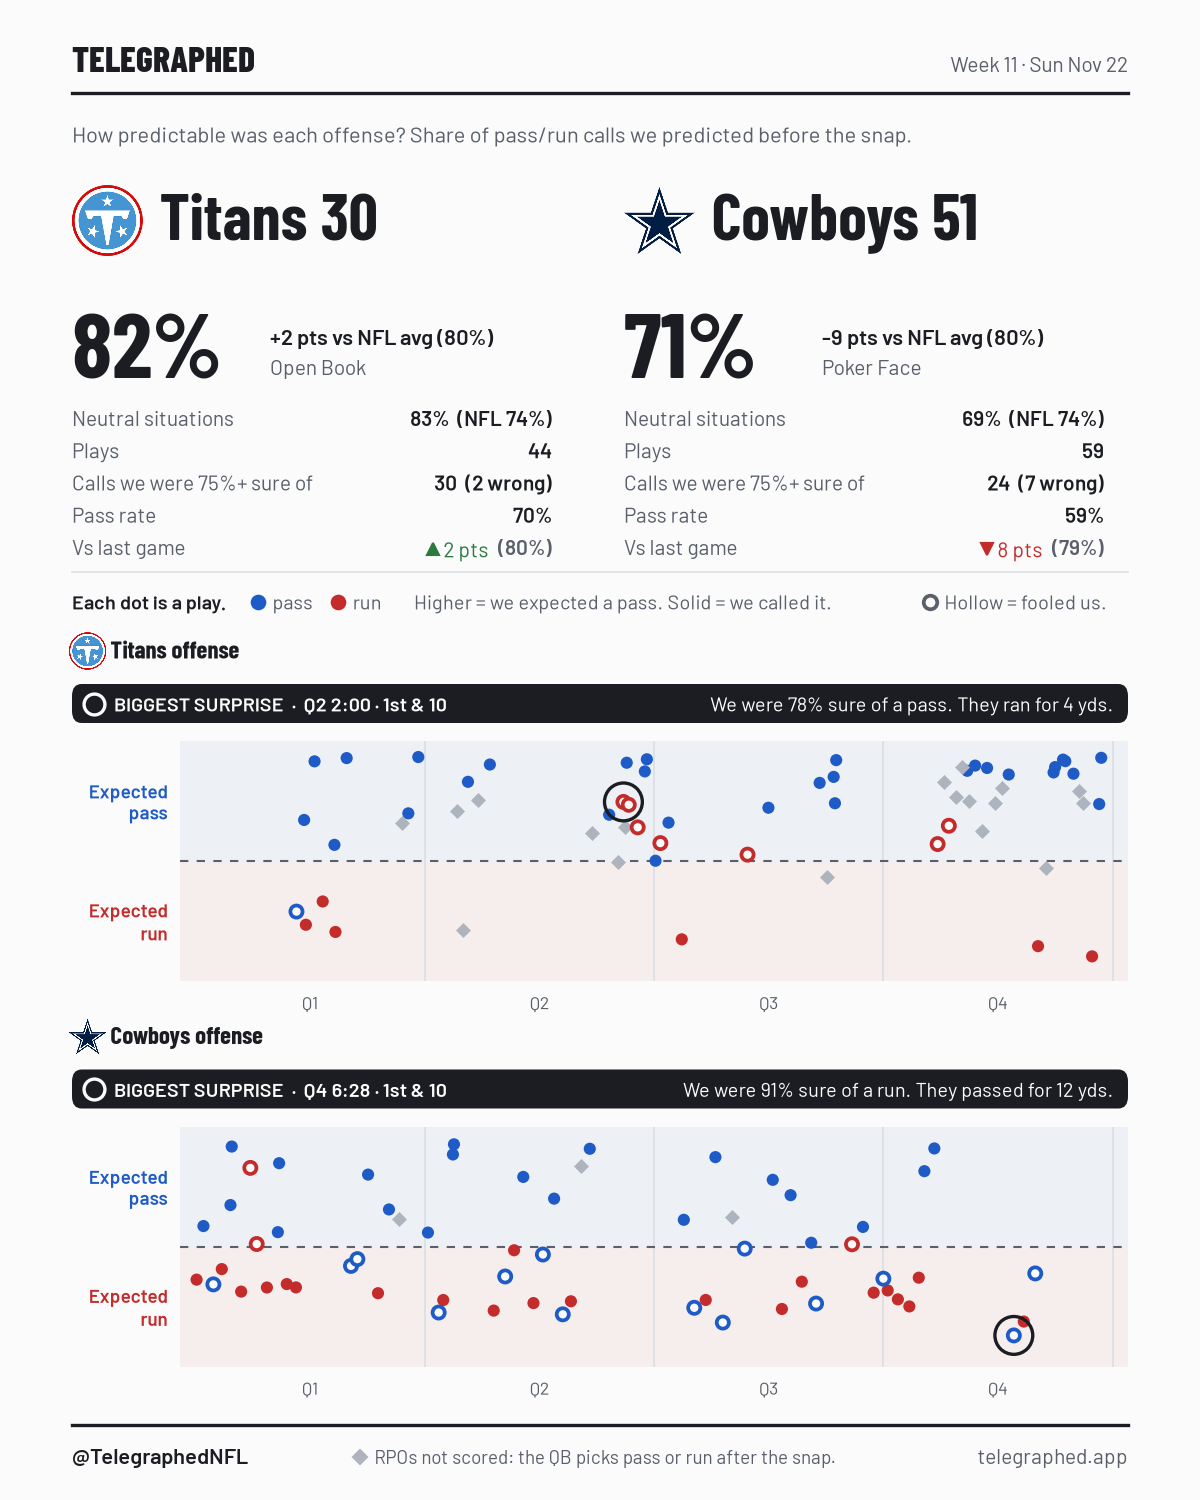 TELEGRAPHED
Week 11 · Sun Nov 22
How predictable was each offense? Share of pass/run calls we predicted before the snap.
Titans 30
82%
+2 pts vs NFL avg (80%)
Open Book
Neutral situations 83% (NFL 74%)
Plays 44
Calls we were 75%+ sure of 30 (2 wrong)
Pass rate 70%
Vs last game ▲2 pts (80%)
Cowboys 51
71%
-9 pts vs NFL avg (80%)
Poker Face
Neutral situations 69% (NFL 74%)
Plays 59
Calls we were 75%+ sure of 24 (7 wrong)
Pass rate 59%
Vs last game ▼8 pts (79%)
Each dot is a play. pass run Higher = we expected a pass. Solid = we called it. Hollow = fooled us.
Titans offense
BIGGEST SURPRISE · Q2 2:00 · 1st & 10 We were 78% sure of a pass. They ran for 4 yds.
Expected
pass
Expected
run
Q1 Q2 Q3 Q4
Cowboys offense
BIGGEST SURPRISE · Q4 6:28 · 1st & 10 We were 91% sure of a run. They passed for 12 yds.
Expected
pass
Expected
run
Q1 Q2 Q3 Q4
@TelegraphedNFL RPOs not scored: the QB picks pass or run after the snap. telegraphed.app